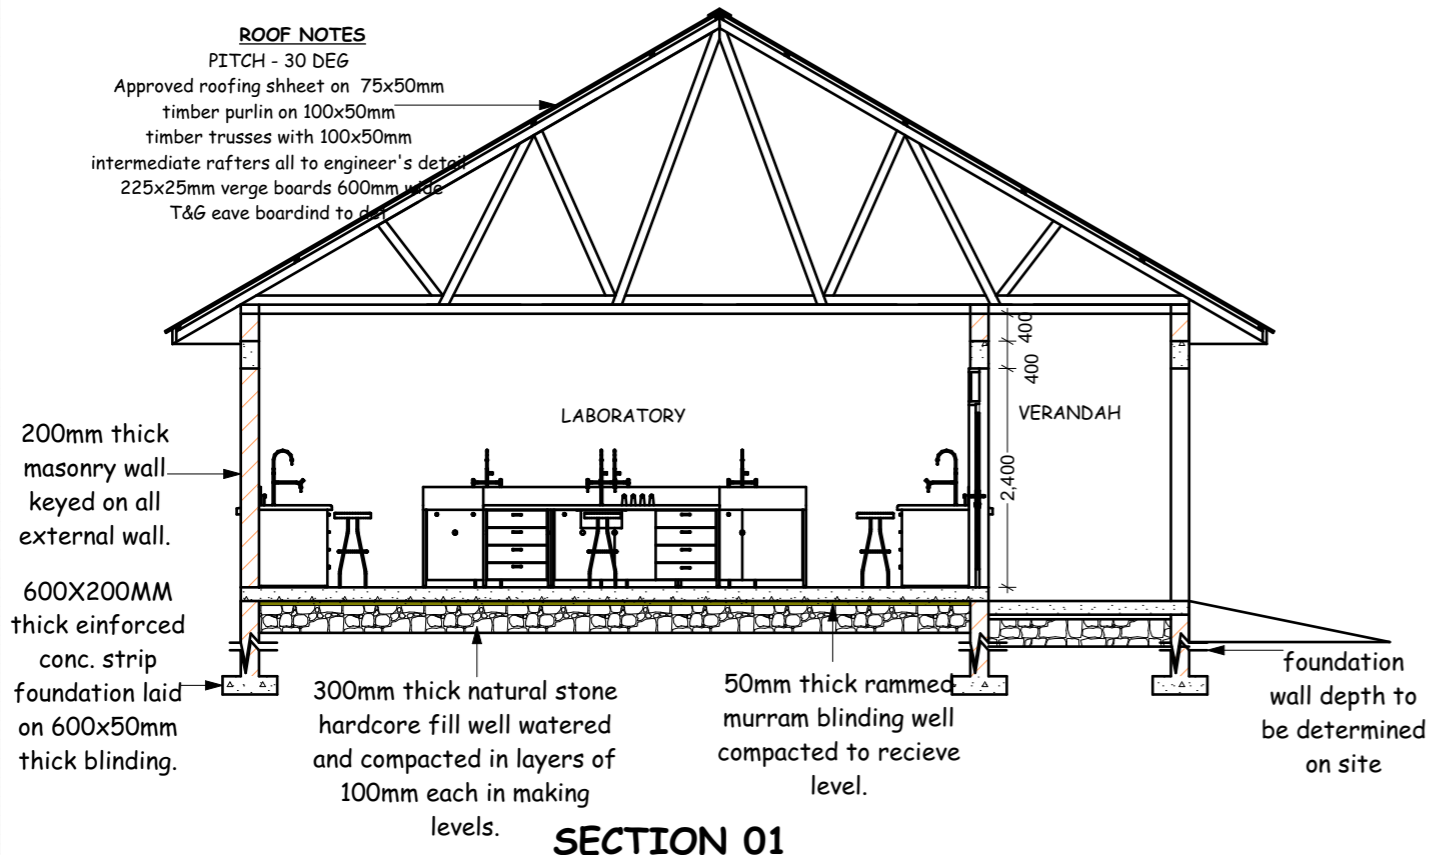 ROOF NOTES
PITCH - 30 DEG
Approved roofing shheet on 75x50mm
timber purlin on 100x50mm
timber trusses with 100x50mm
intermediate rafters all to engineer's detail
225x25mm verge boards 600mm wide
T&G eave boardind to det
400
400
2,400
LABORATORY
VERANDAH
200mm thick
masonry wall
keyed on all
external wall.
600X200MM
thick einforced
conc. strip
foundation laid
on 600x50mm
thick blinding.
300mm thick natural stone
hardcore fill well watered
and compacted in layers of
100mm each in making
levels.
50mm thick rammed
murram blinding well
compacted to recieve
level.
foundation
wall depth to
be determined
on site
SECTION 01